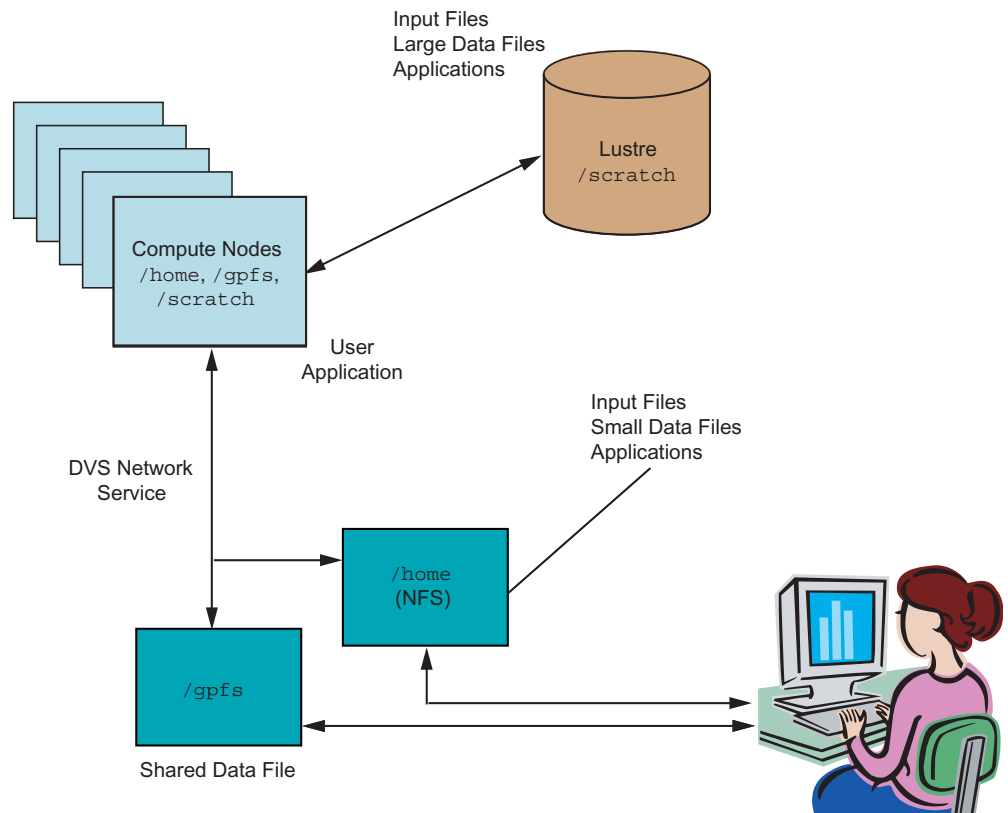 Input Files
Large Data Files
Applications
Lustre
/scratch
Compute Nodes
/home, /gpfs,
/scratch
User
Application
Input Files
Small Data Files
Applications
DVS Network
Service
/home
(NFS)
/gpfs
Shared Data File